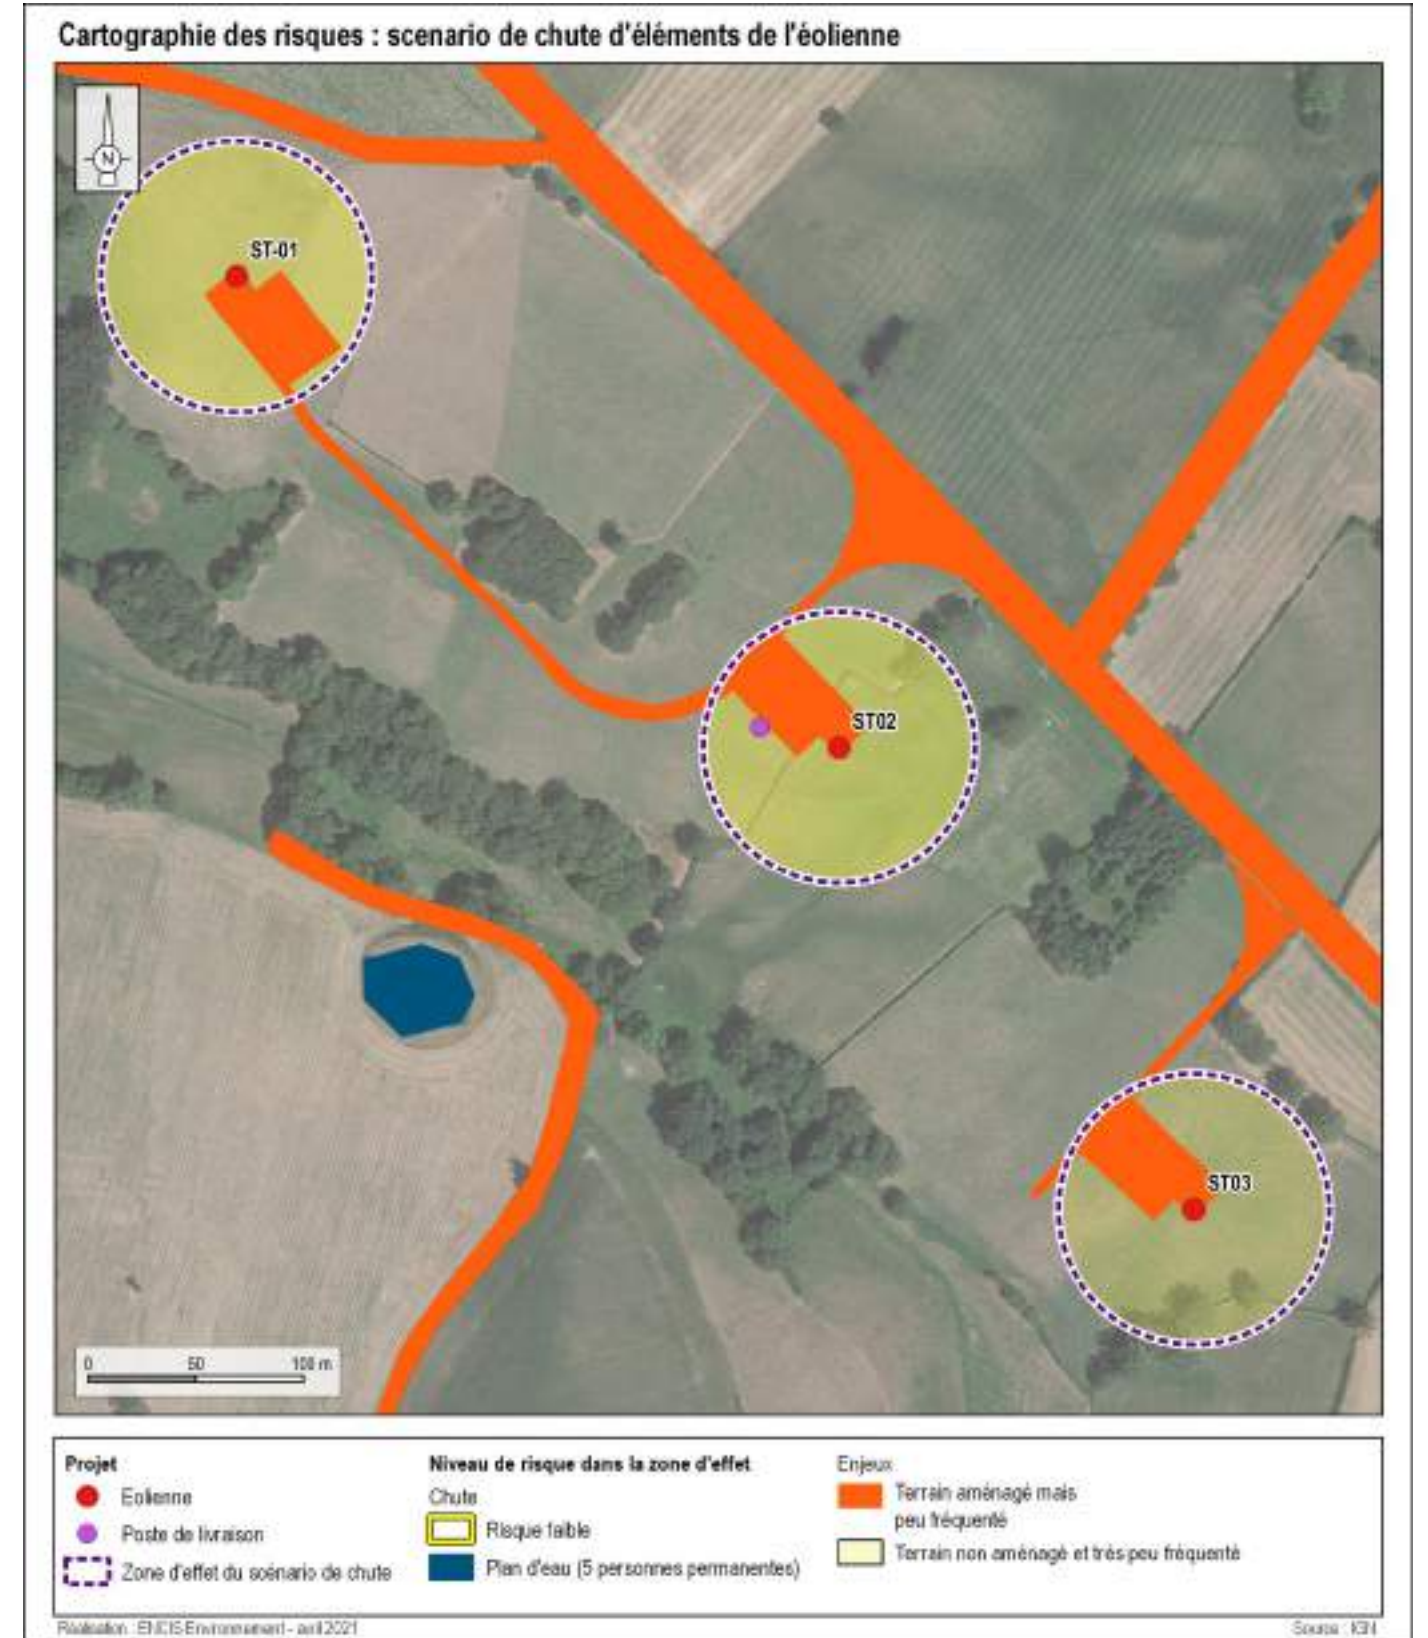 Cartographie des risques : scenario de chute d'éléments de l'éolienne
N
ST-01
ST02
ST03
0 50 100 m
Projet
Eolienne
Poste de livraison
Zone d'effet du scénario de chute
Niveau de risque dans la zone d'effet
Chute
Risque faible
Plan d'eau (5 personnes permanentes)
Enjeux
Terrain aménagé mais
peu fréquenté
Terrain non aménagé et très peu fréquenté
Réalisation : ENCIS Environnement - avril 2021
Source : IGN